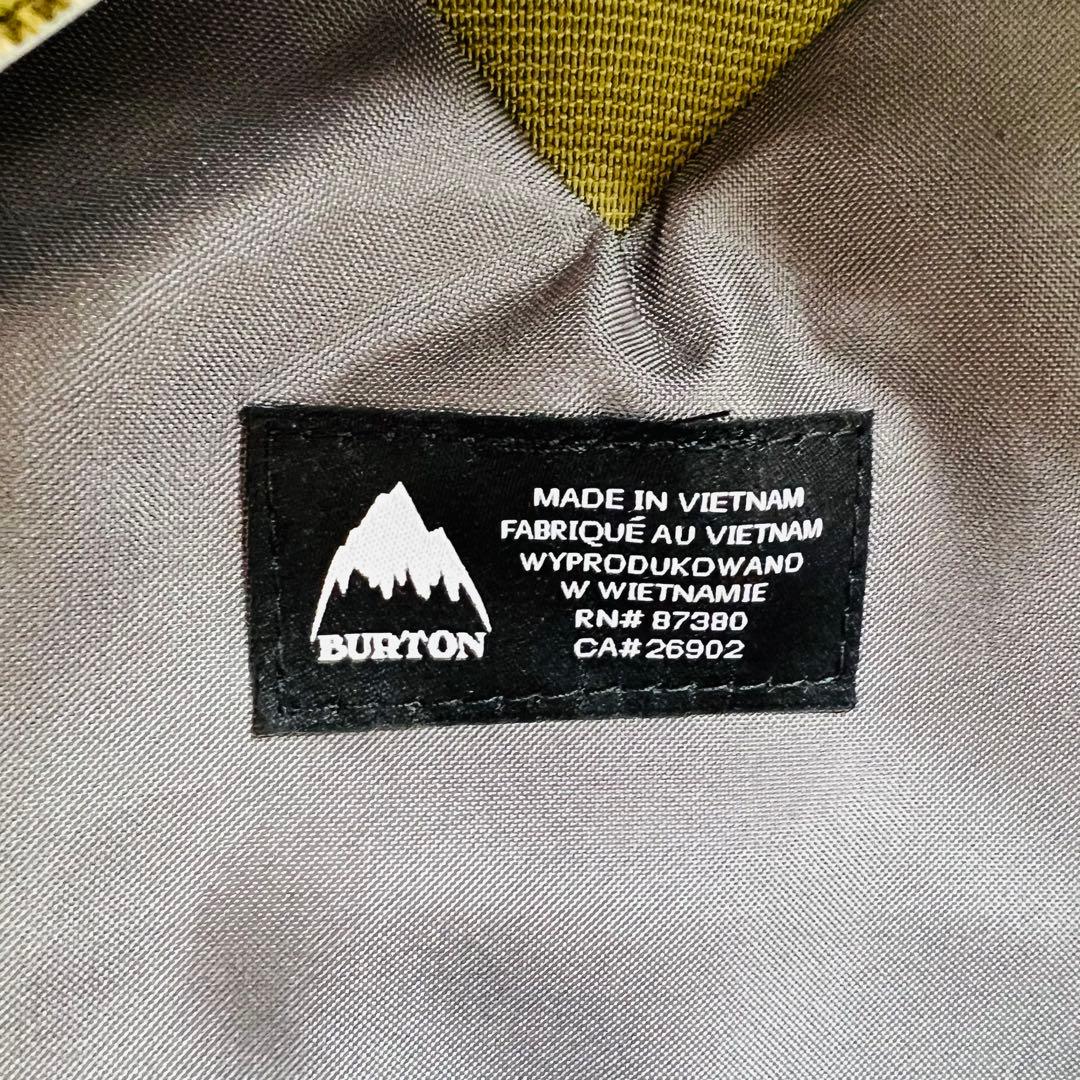 BURTON
MADE IN VIETNAM
FABRIQUÉ AU VIETNAM
WYPRODUKOWANO
W WIETNAMIE
RN# 87380
CA# 26902